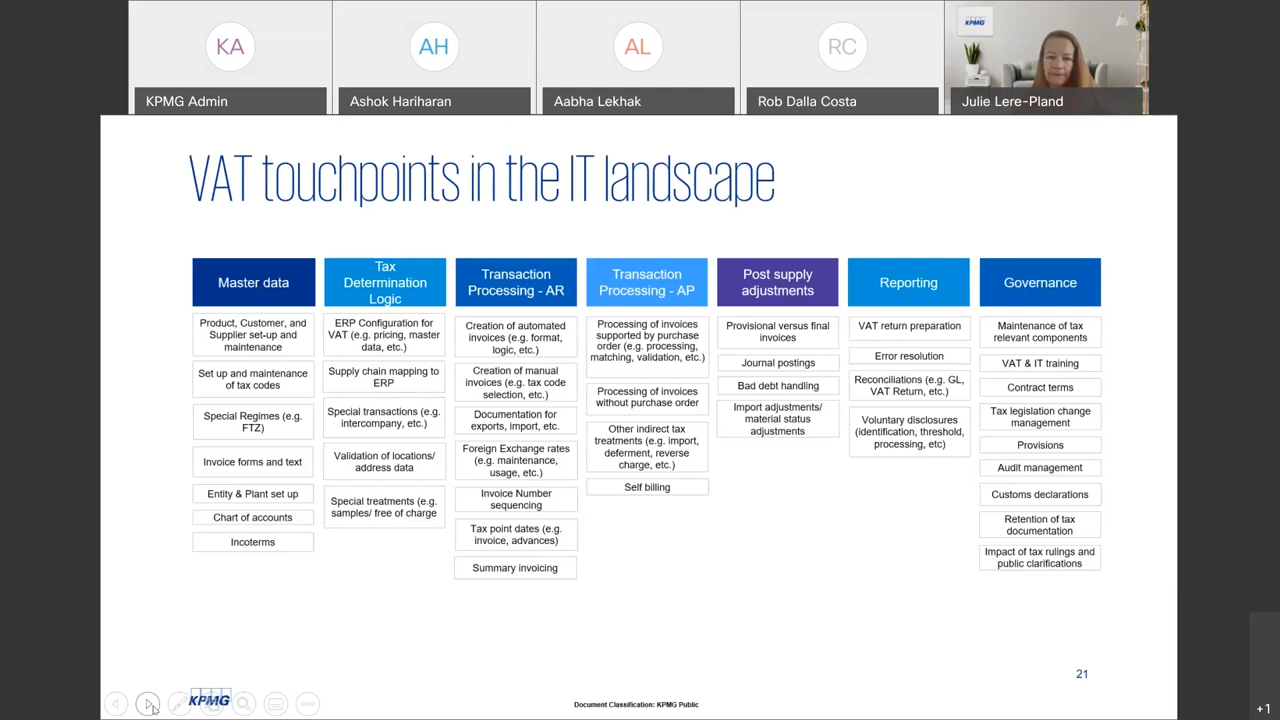 KA
AH
AL
RC
KPMG
KPMG Admin
Ashok Hariharan
Aabha Lekhak
Rob Dalla Costa
Julie Lere-Pland
VAT touchpoints in the IT landscape
Master data
Product, Customer, and
Supplier set-up and
maintenance
Set up and maintenance
of tax codes
Special Regimes (e.g.
FTZ)
Invoice forms and text
Entity & Plant set up
Chart of accounts
Incoterms
Tax
Determination
Logic
ERP Configuration for
VAT (e.g. pricing, master
data, etc.)
Supply chain mapping to
ERP
Special transactions (e.g.
intercompany, etc.)
Validation of locations/
address data
Special treatments (e.g.
samples/ free of charge
Transaction
Processing - AR
Creation of automated
invoices (e.g. format,
logic, etc.)
Creation of manual
invoices (e.g. tax code
selection, etc.)
Documentation for
exports, import, etc.
Foreign Exchange rates
(e.g. maintenance,
usage, etc.)
Invoice Number
sequencing
Tax point dates (e.g.
invoice, advances)
Summary invoicing
Transaction
Processing - AP
Processing of invoices
supported by purchase
order (e.g. processing,
matching, validation, etc.)
Processing of invoices
without purchase order
Other indirect tax
treatments (e.g. import,
deferment, reverse
charge, etc.)
Self billing
Post supply
adjustments
Provisional versus final
invoices
Journal postings
Bad debt handling
Import adjustments/
material status
adjustments
Reporting
VAT return preparation
Error resolution
Reconciliations (e.g. GL,
VAT Return, etc.)
Voluntary disclosures
(identification, threshold,
processing, etc)
Governance
Maintenance of tax
relevant components
VAT & IT training
Contract terms
Tax legislation change
management
Provisions
Audit management
Customs declarations
Retention of tax
documentation
Impact of tax rulings and
public clarifications
21
KPMG
Document Classification: KPMG Public
+1